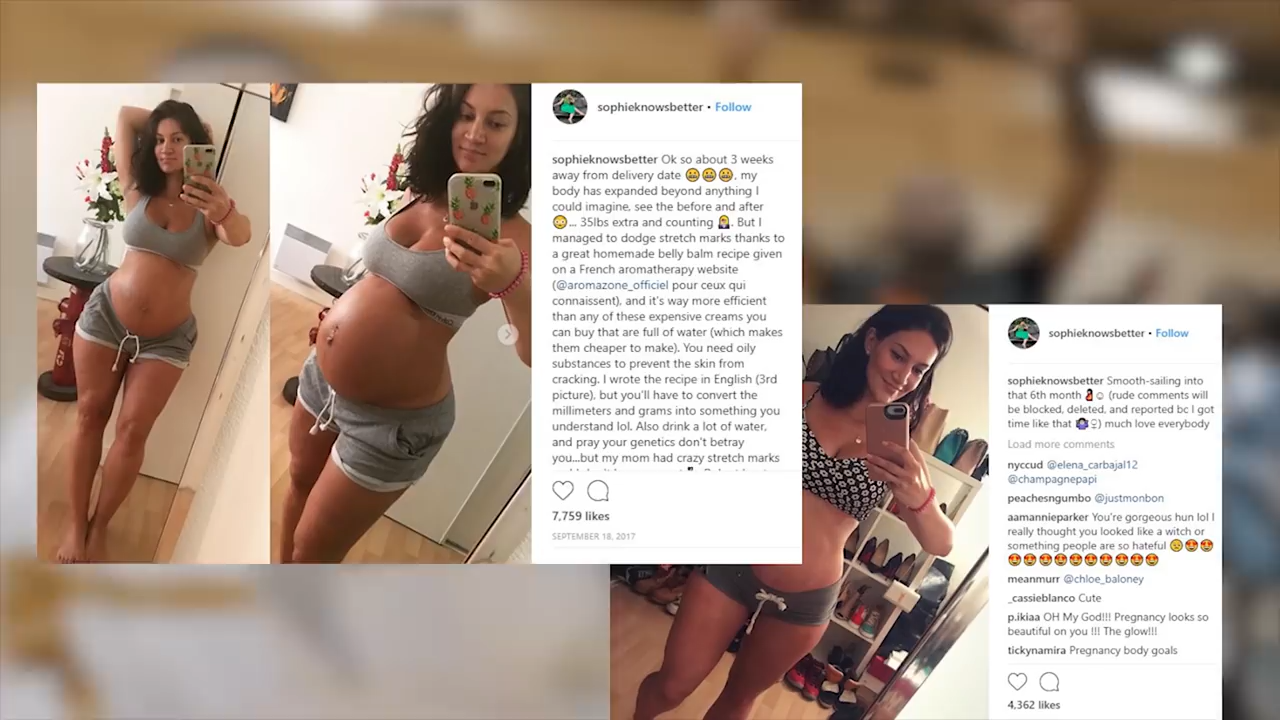 sophieknowsbetter • Follow
sophieknowsbetter Ok so about 3 weeks
away from delivery date 😬😬😬, my
body has expanded beyond anything I
could imagine, see the before and after
😳... 35lbs extra and counting 🤷🏻‍♀️. But I
managed to dodge stretch marks thanks to
a great homemade belly balm recipe given
on a French aromatherapy website
(@aromazone_officiel pour ceux qui
connaissent), and it's way more efficient
than any of these expensive creams you
can buy that are full of water (which makes
them cheaper to make). You need oily
substances to prevent the skin from
cracking. I wrote the recipe in English (3rd
picture), but you'll have to convert the
millimeters and grams into something you
understand lol. Also drink a lot of water,
and pray your genetics don't betray
you...but my mom had crazy stretch marks
7,759 likes
SEPTEMBER 18, 2017
sophieknowsbetter • Follow
sophieknowsbetter Smooth-sailing into
that 6th month 💃☺ (rude comments will
be blocked, deleted, and reported bc I got
time like that 🤷🏻♀) much love everybody
Load more comments
nyccud @elena_carbajal12
@champagnepapi
peachesngumbo @justmonbon
aamannieparker You're gorgeous hun lol I
really thought you looked like a witch or
something people are so hateful 😢😍😍
😍😍😍😍😍😍😍😍😍😍😍
meanmurr @chloe_baloney
_cassieblanco Cute
p.ikiaa OH My God!!! Pregnancy looks so
beautiful on you !!! The glow!!!
tickynamira Pregnancy body goals
4,362 likes